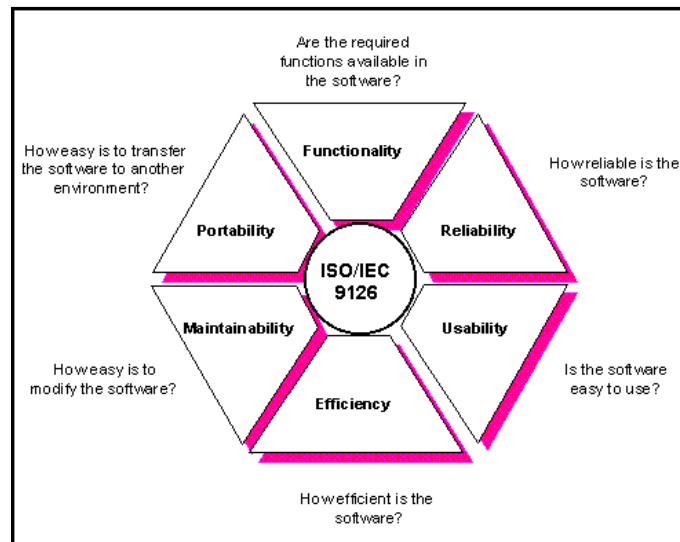 Are the required
functions available in
the software?
Functionality
How easy is to transfer
the software to another
environment?
How reliable is the
software?
Portability
Reliability
ISO/IEC
9126
Maintainability
Usability
How easy is to
modify the software?
Is the software
easy to use?
Efficiency
How efficient is the
software?